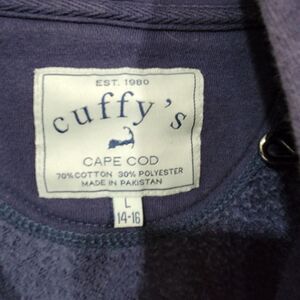 EST. 1980
cuffy's
CAPE COD
70% COTTON 30% POLYESTER
MADE IN PAKISTAN
L
14-16